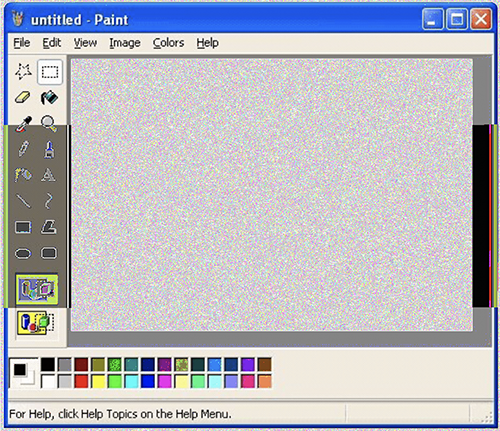 untitled - Paint
File Edit View Image Colors Help
For Help, click Help Topics on the Help Menu.